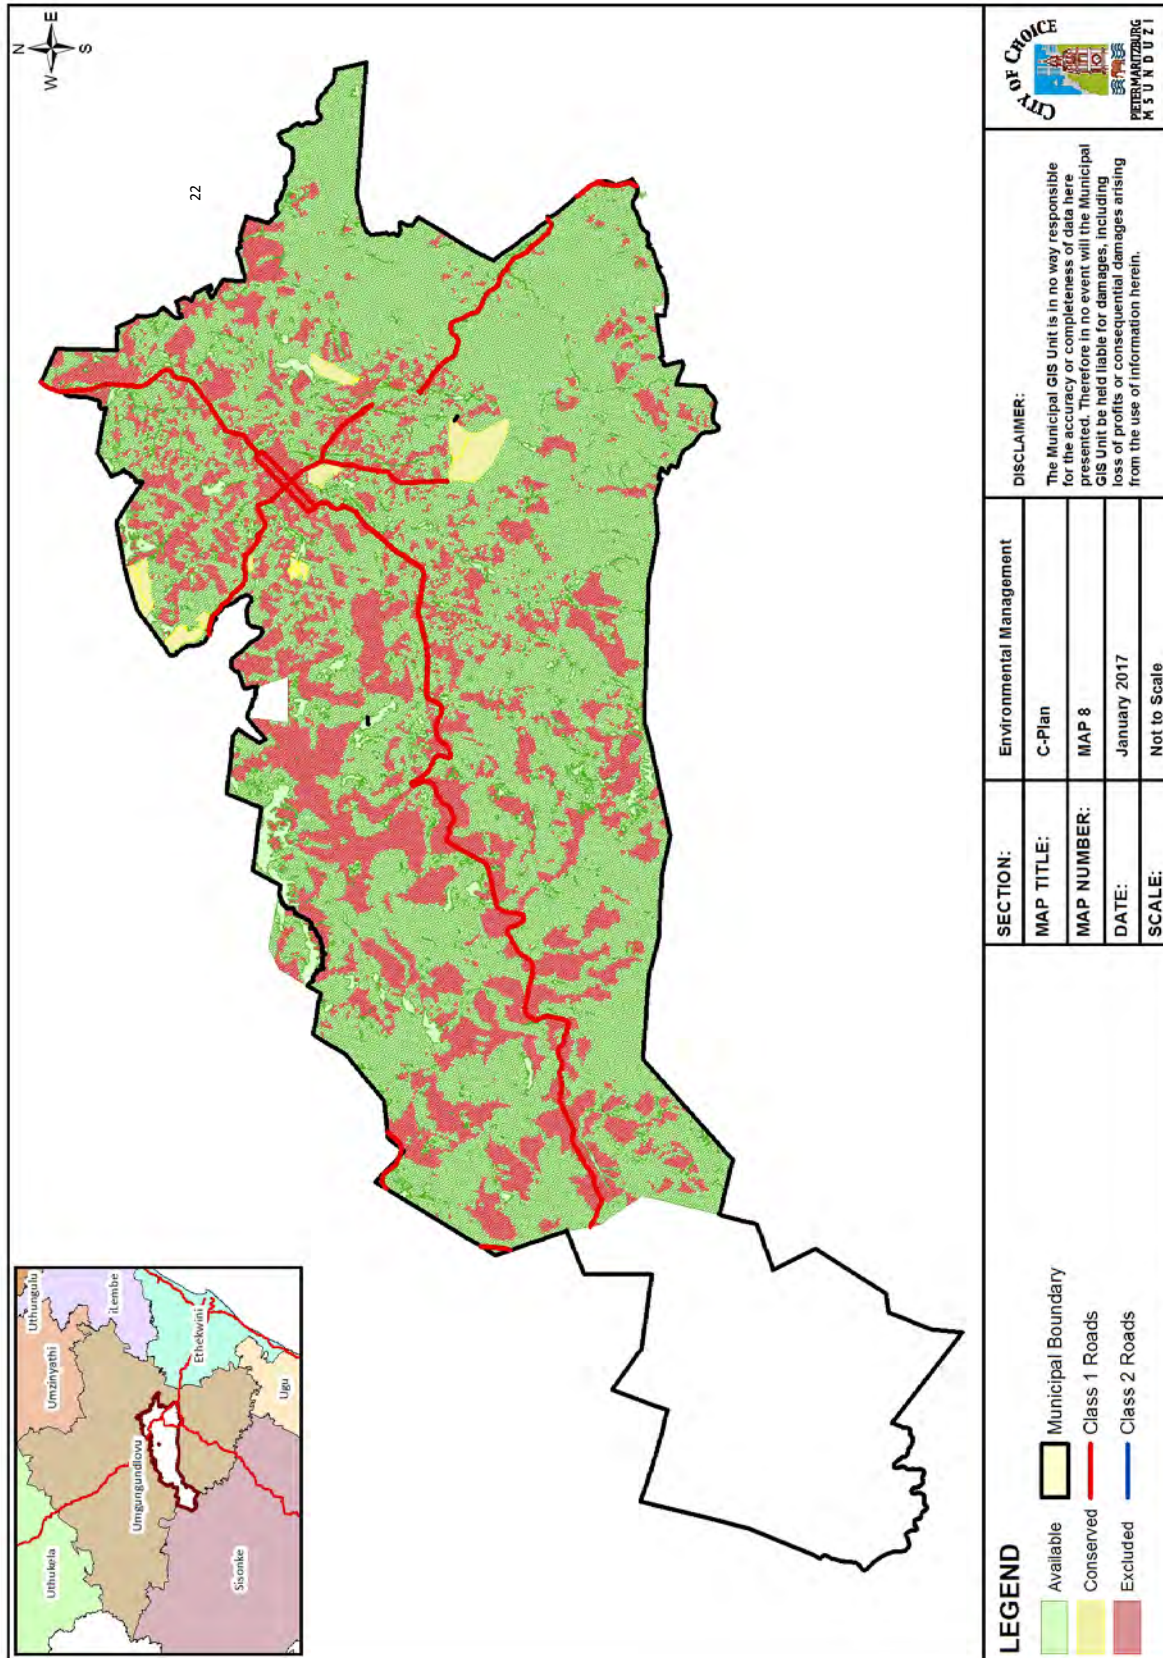 N
W
E
S
22
Uthungulu
Umzinyathi
iLembe
Uthukela
Umgungundlovu
Ethekwini
Ugu
Sisonke
LEGEND
Available
Conserved
Excluded
Municipal Boundary
Class 1 Roads
Class 2 Roads
SECTION:
Environmental Management
MAP TITLE:
C-Plan
MAP NUMBER:
MAP 8
DATE:
January 2017
SCALE:
Not to Scale
DISCLAIMER:
The Municipal GIS Unit is in no way responsible
for the accuracy or completeness of data here
presented. Therefore in no event will the Municipal
GIS Unit be held liable for damages, including
loss of profits or consequential damages arising
from the use of information herein.
CITY OF CHOICE
PIETERMARITZBURG
MSUNDUZI